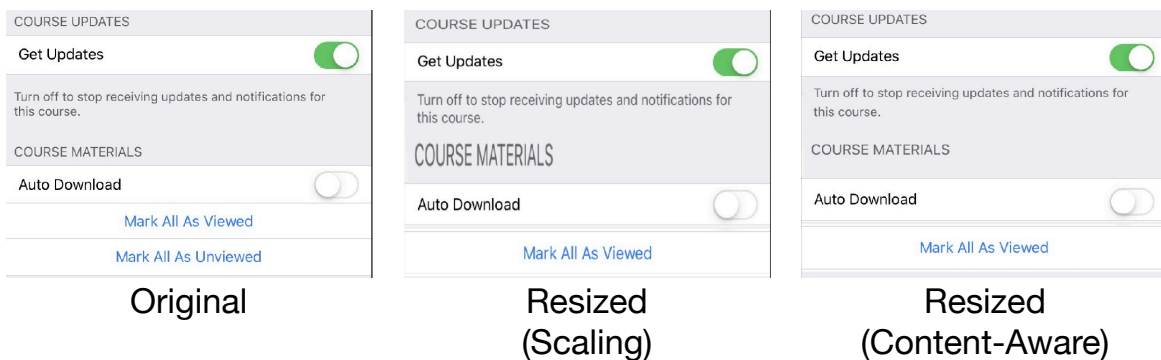 COURSE UPDATES
Get Updates
Turn off to stop receiving updates and notifications for
this course.
COURSE MATERIALS
Auto Download
Mark All As Viewed
Mark All As Unviewed
Original
COURSE UPDATES
Get Updates
Turn off to stop receiving updates and notifications for
this course.
COURSE MATERIALS
Auto Download
Mark All As Viewed
Resized
(Scaling)
COURSE UPDATES
Get Updates
Turn off to stop receiving updates and notifications for
this course.
COURSE MATERIALS
Auto Download
Mark All As Viewed
Resized
(Content-Aware)